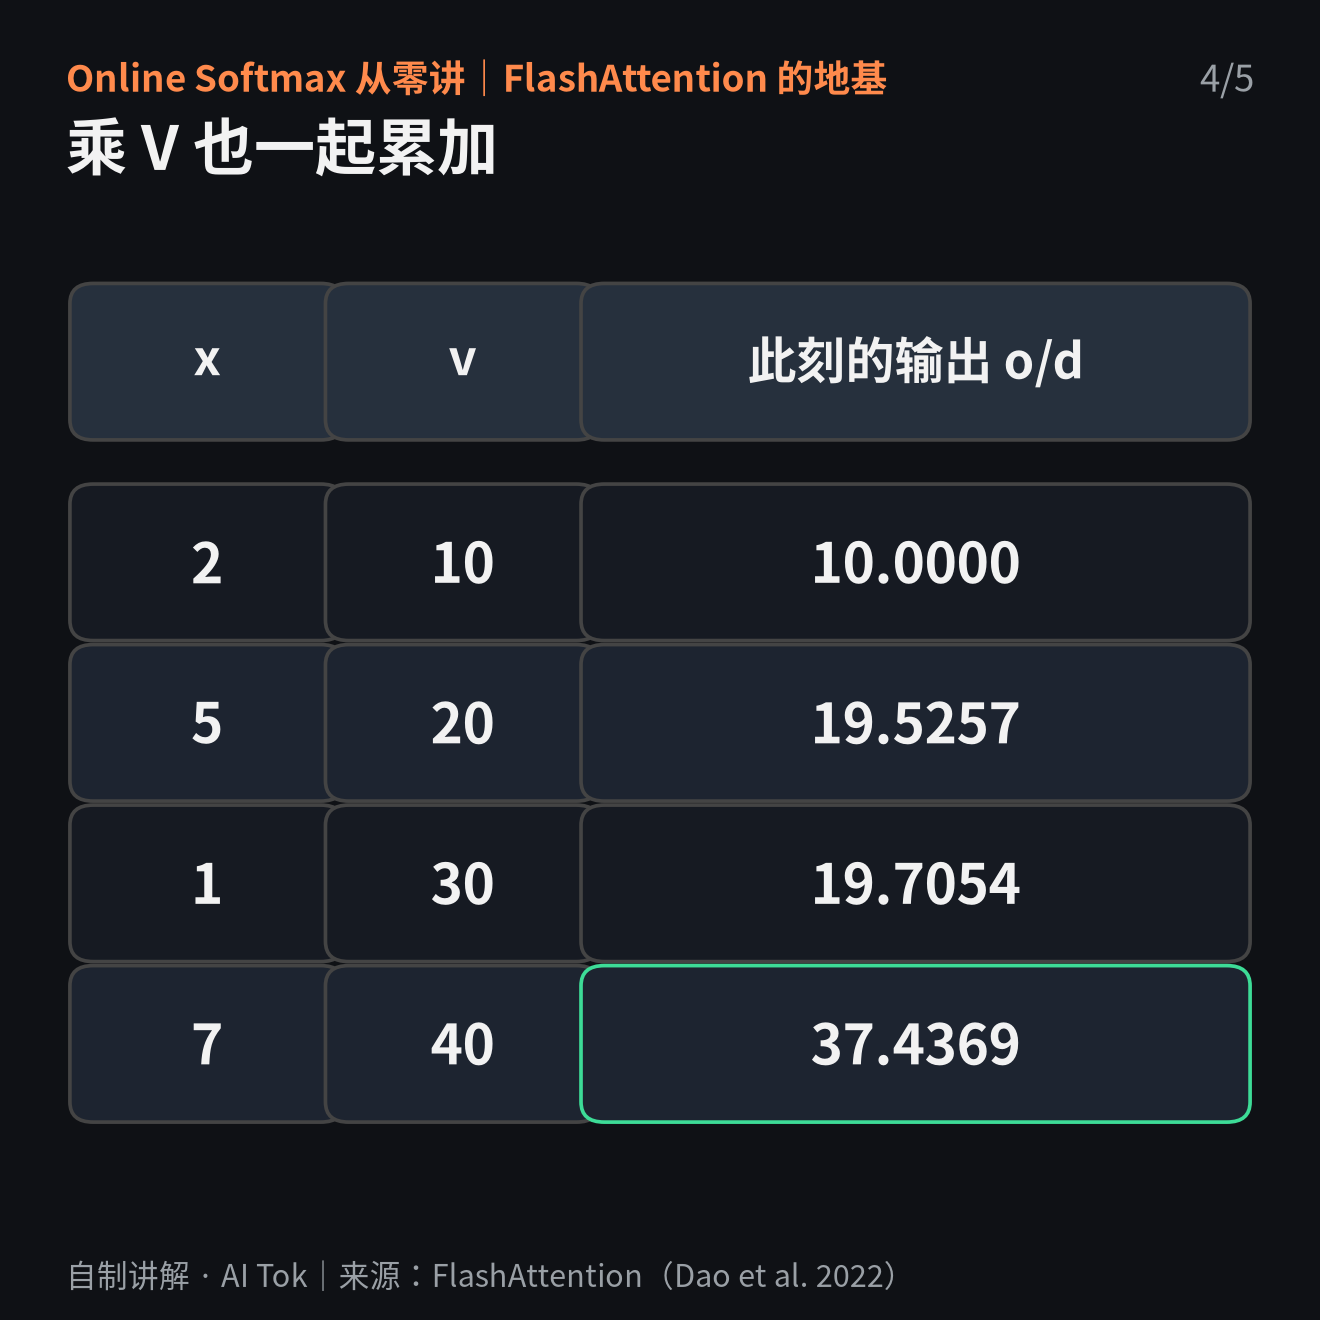 Online Softmax 从零讲｜FlashAttention 的地基
4/5
乘 V 也一起累加
x v 此刻的输出 o/d
2 10 10.0000
5 20 19.5257
1 30 19.7054
7 40 37.4369
自制讲解 · AI Tok｜来源：FlashAttention（Dao et al. 2022）